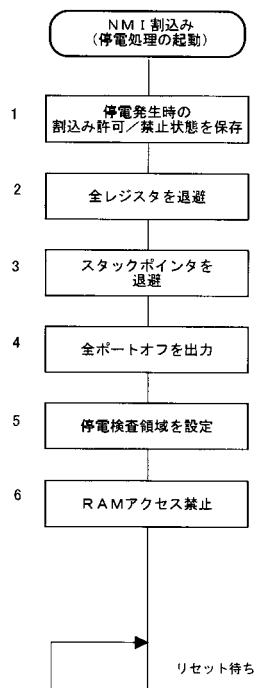 ＮＭＩ割込み
（停電処理の起動）
1
停電発生時の
割込み許可／禁止状態を保存
2
全レジスタを退避
3
スタックポインタを
退避
4
全ポートオフを出力
5
停電検査領域を設定
6
ＲＡＭアクセス禁止
リセット待ち